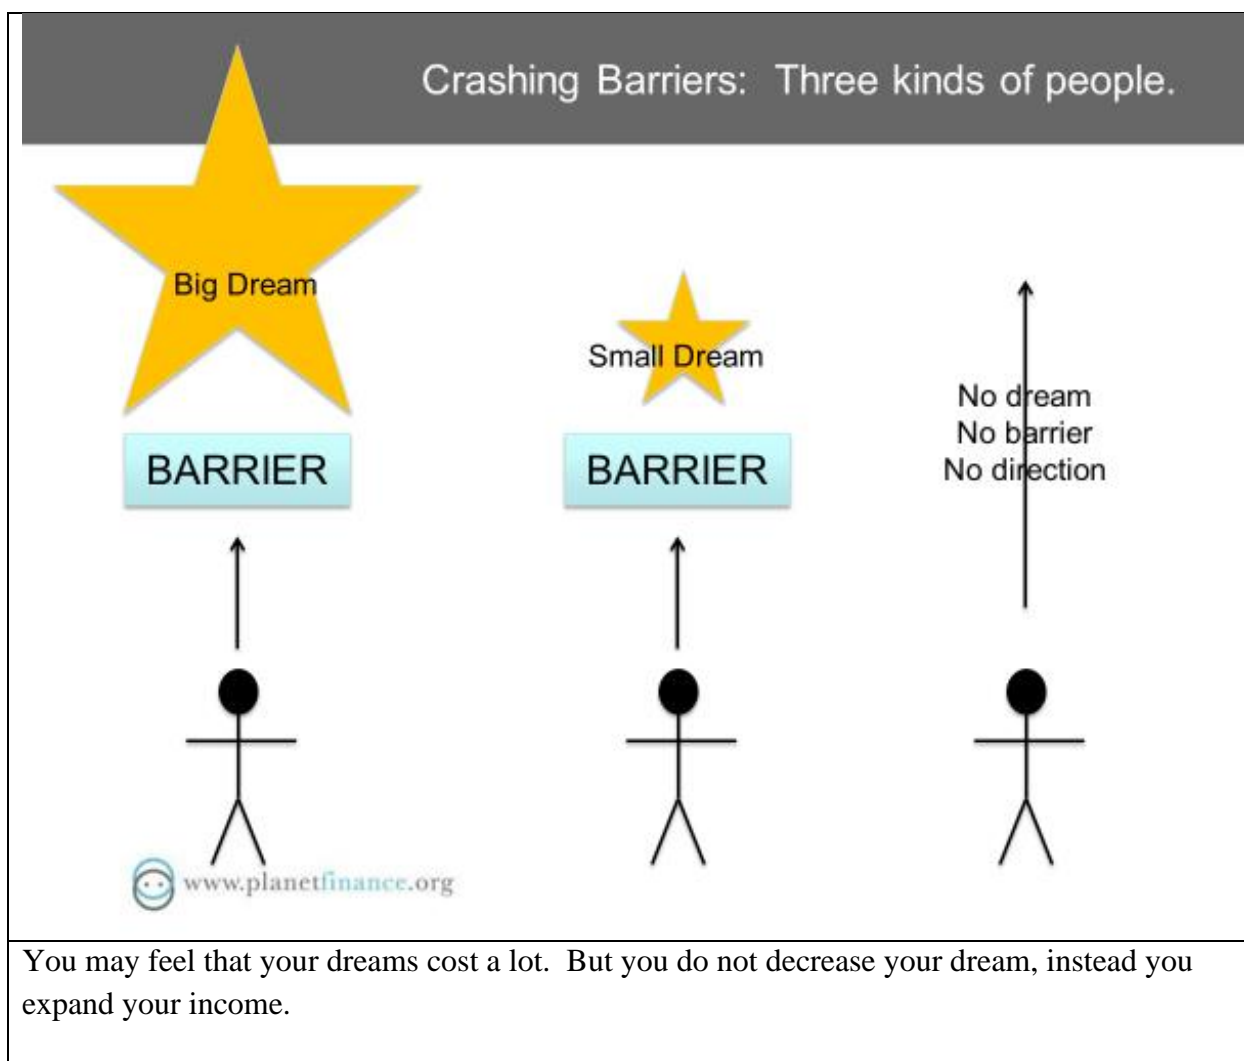 Crashing Barriers: Three kinds of people.
Big Dream
Small Dream
No dream
No barrier
No direction
BARRIER
BARRIER
www.planetfinance.org
You may feel that your dreams cost a lot. But you do not decrease your dream, instead you
expand your income.